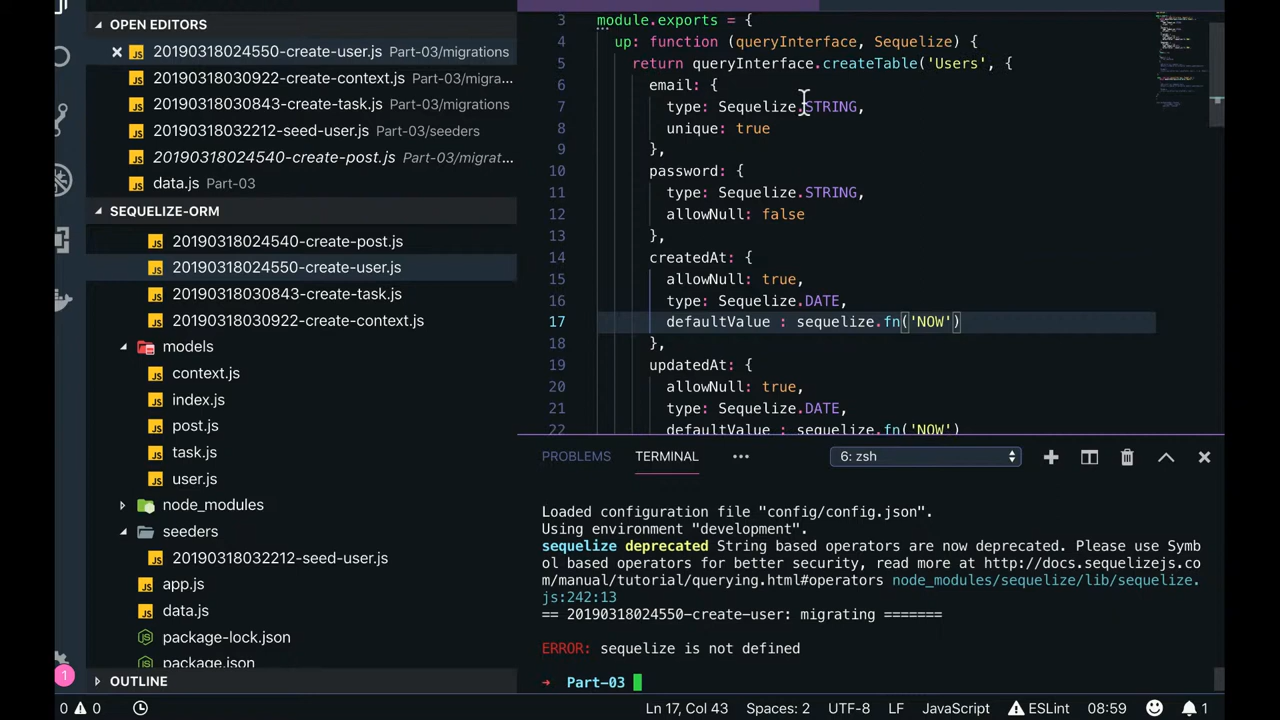 OPEN EDITORS
20190318024550-create-user.js Part-03/migrations
20190318030922-create-context.js Part-03/migrations
20190318030843-create-task.js Part-03/migrations
20190318032212-seed-user.js Part-03/seeders
20190318024540-create-post.js Part-03/migrat...
data.js Part-03
SEQUELIZE-ORM
20190318024540-create-post.js
20190318024550-create-user.js
20190318030843-create-task.js
20190318030922-create-context.js
models
context.js
index.js
post.js
task.js
user.js
node_modules
seeders
20190318032212-seed-user.js
app.js
data.js
package-lock.json
package.json
OUTLINE
3 module.exports = {
4 up: function (queryInterface, Sequelize) {
5 return queryInterface.createTable('Users', {
6 email: {
7 type: Sequelize.STRING,
8 unique: true
9 },
10 password: {
11 type: Sequelize.STRING,
12 allowNull: false
13 },
14 createdAt: {
15 allowNull: true,
16 type: Sequelize.DATE,
17 defaultValue : sequelize.fn('NOW')
18 },
19 updatedAt: {
20 allowNull: true,
21 type: Sequelize.DATE,
22 defaultValue : sequelize.fn('NOW')
PROBLEMS TERMINAL ••• 6: zsh
Loaded configuration file "config/config.json".
Using environment "development".
sequelize deprecated String based operators are now deprecated. Please use Symb
ol based operators for better security, read more at http://docs.sequelizejs.co
m/manual/tutorial/querying.html#operators node_modules/sequelize/lib/sequelize.
js:242:13
== 20190318024550-create-user: migrating =======
ERROR: sequelize is not defined
→ Part-03
1
0 0 Ln 17, Col 43 Spaces: 2 UTF-8 LF JavaScript ESLint 08:59 1